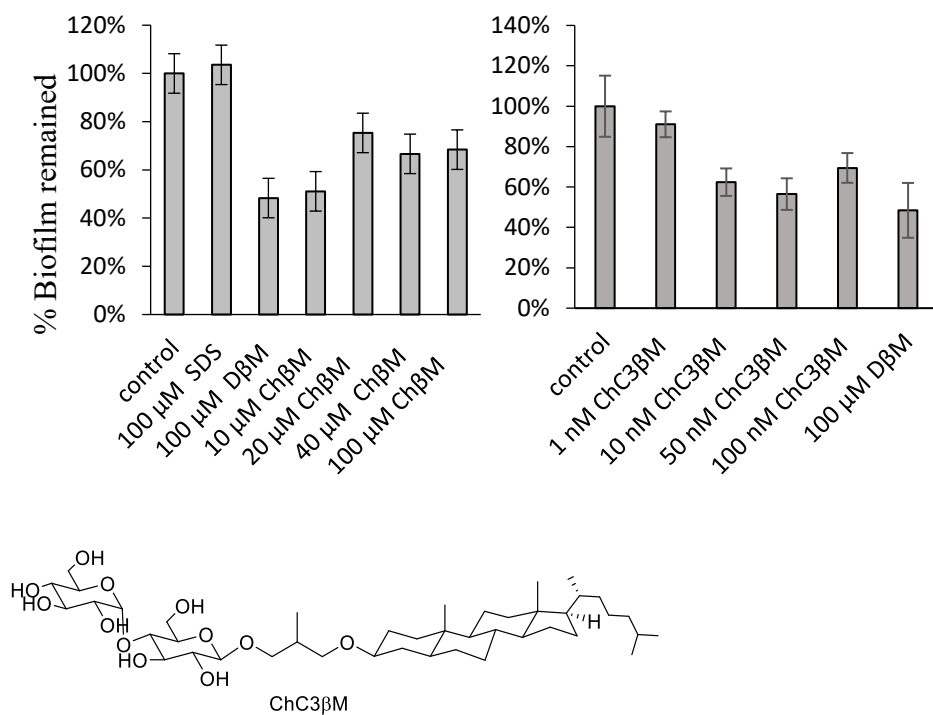 % Biofilm remained
120%
100%
80%
60%
40%
20%
0%
control
100 µM SDS
100 µM DβM
10 µM ChβM
20 µM ChβM
40 µM ChβM
100 µM ChβM
140%
120%
100%
80%
60%
40%
20%
0%
control
1 nM ChC3βM
10 nM ChC3βM
50 nM ChC3βM
100 nM ChC3βM
100 µM DβM
OH
HO
O
HO
OH
OH
O
O
O
O
HO
OH
H
ChC3βM